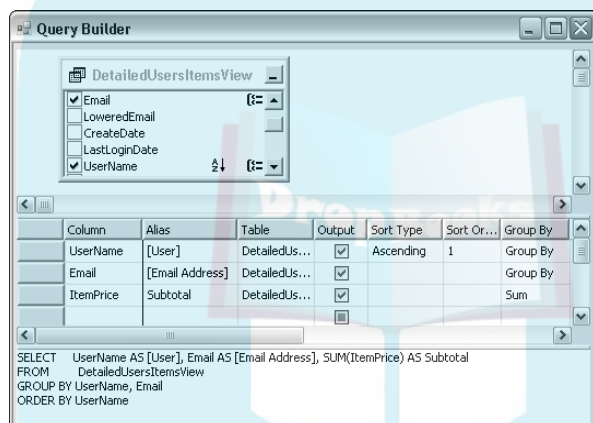 Query Builder
DetailedUsersItemsView
Email
LoweredEmail
CreateDate
LastLoginDate
UserName
DropBooks
Column Alias Table Output Sort Type Sort Or... Group By
UserName [User] DetailedUs... Ascending 1 Group By
Email [Email Address] DetailedUs... Group By
ItemPrice Subtotal DetailedUs... Sum
SELECT UserName AS [User], Email AS [Email Address], SUM(ItemPrice) AS Subtotal
FROM DetailedUsersItemsView
GROUP BY UserName, Email
ORDER BY UserName